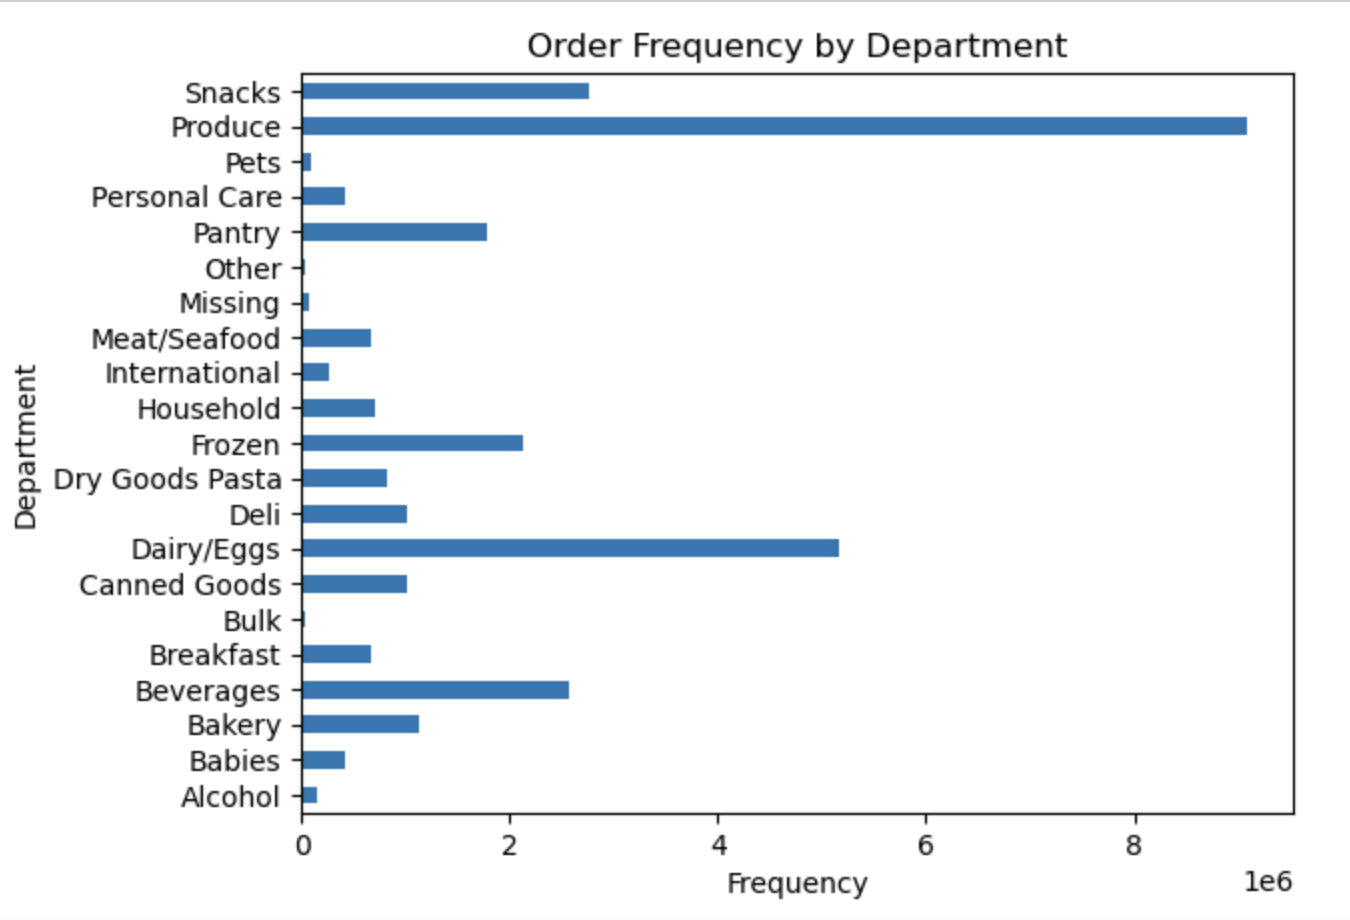 Order Frequency by Department
Snacks
Produce
Pets
Personal Care
Pantry
Other
Missing
Meat/Seafood
International
Household
Frozen
Dry Goods Pasta
Deli
Dairy/Eggs
Canned Goods
Bulk
Breakfast
Beverages
Bakery
Babies
Alcohol
Department
0 2 4 6 8
Frequency 1e6